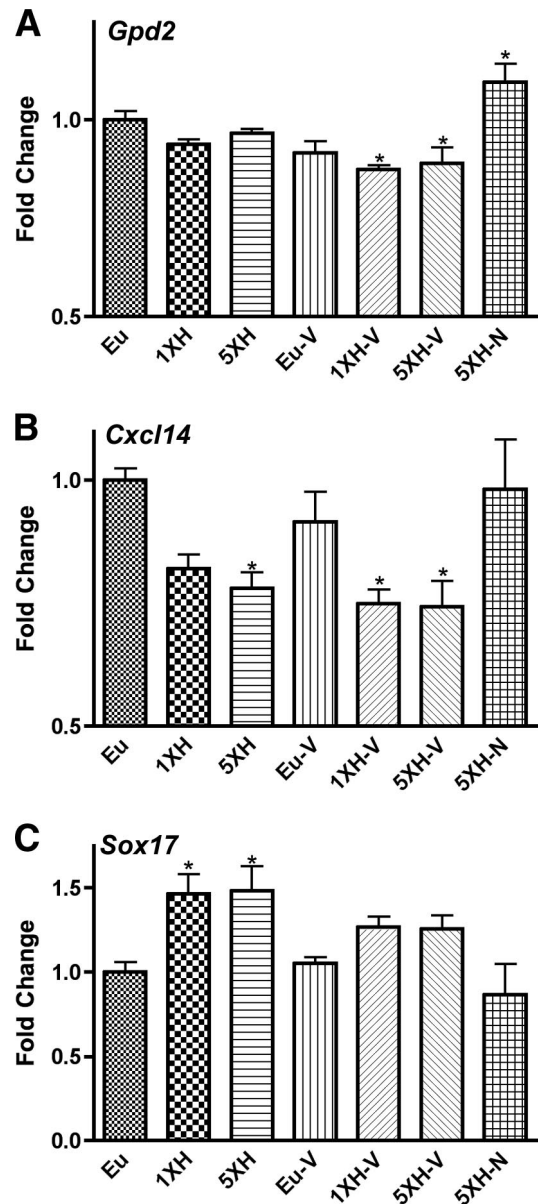 A
Gpd2
Fold Change
1.0
0.5
*
*
*
Eu
1XH
5XH
Eu-V
1XH-V
5XH-V
5XH-N
B
Cxcl14
Fold Change
1.0
0.5
*
*
*
Eu
1XH
5XH
Eu-V
1XH-V
5XH-V
5XH-N
C
Sox17
Fold Change
1.5
1.0
0.5
0.0
*
*
Eu
1XH
5XH
Eu-V
1XH-V
5XH-V
5XH-N